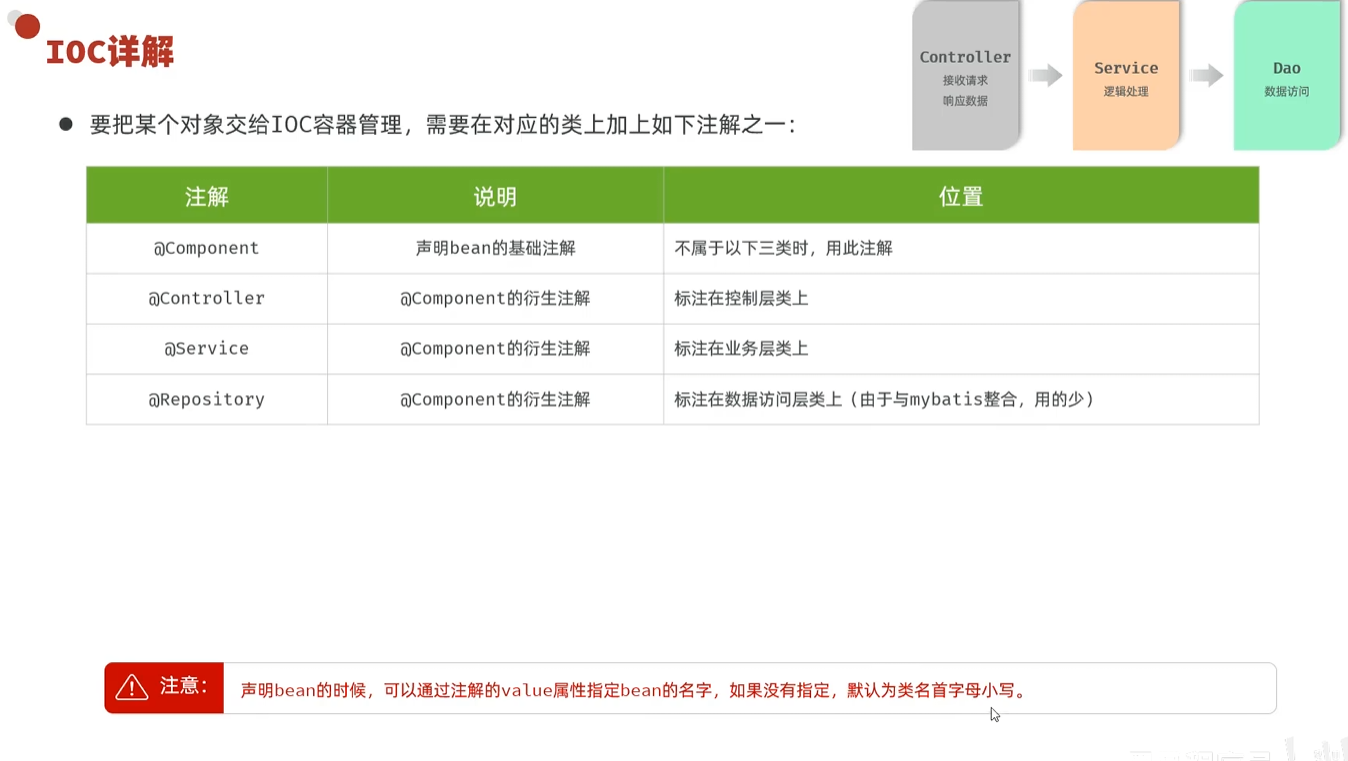 IOC详解
Controller
接收请求
响应数据
Service
逻辑处理
Dao
数据访问
要把某个对象交给IOC容器管理，需要在对应的类上加上如下注解之一：
注解 说明 位置
@Component 声明bean的基础注解 不属于以下三类时，用此注解
@Controller @Component的衍生注解 标注在控制层类上
@Service @Component的衍生注解 标注在业务层类上
@Repository @Component的衍生注解 标注在数据访问层类上（由于与mybatis整合，用的少）
注意：
声明bean的时候，可以通过注解的value属性指定bean的名字，如果没有指定，默认为类名首字母小写。